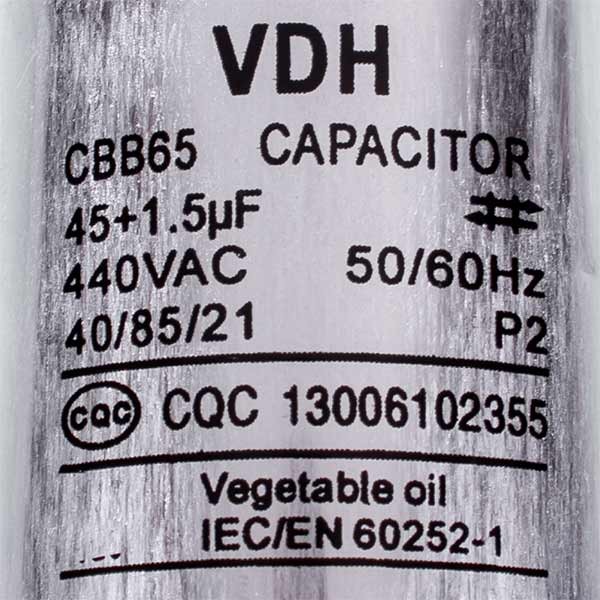 VDH
CBB65 CAPACITOR
45+1.5µF
440VAC 50/60Hz
40/85/21 P2
CQC CQC 13006102355
Vegetable oil
IEC/EN 60252-1